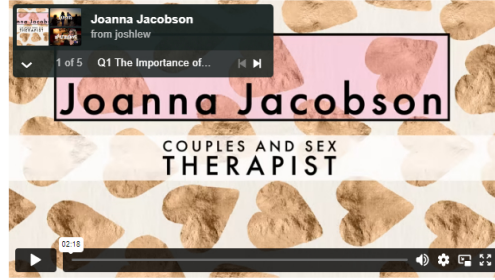 Joanna Jacobson
from joshlew
1 of 5 Q1 The Importance of...
Joanna Jacobson
COUPLES AND SEX
THERAPIST
02:18